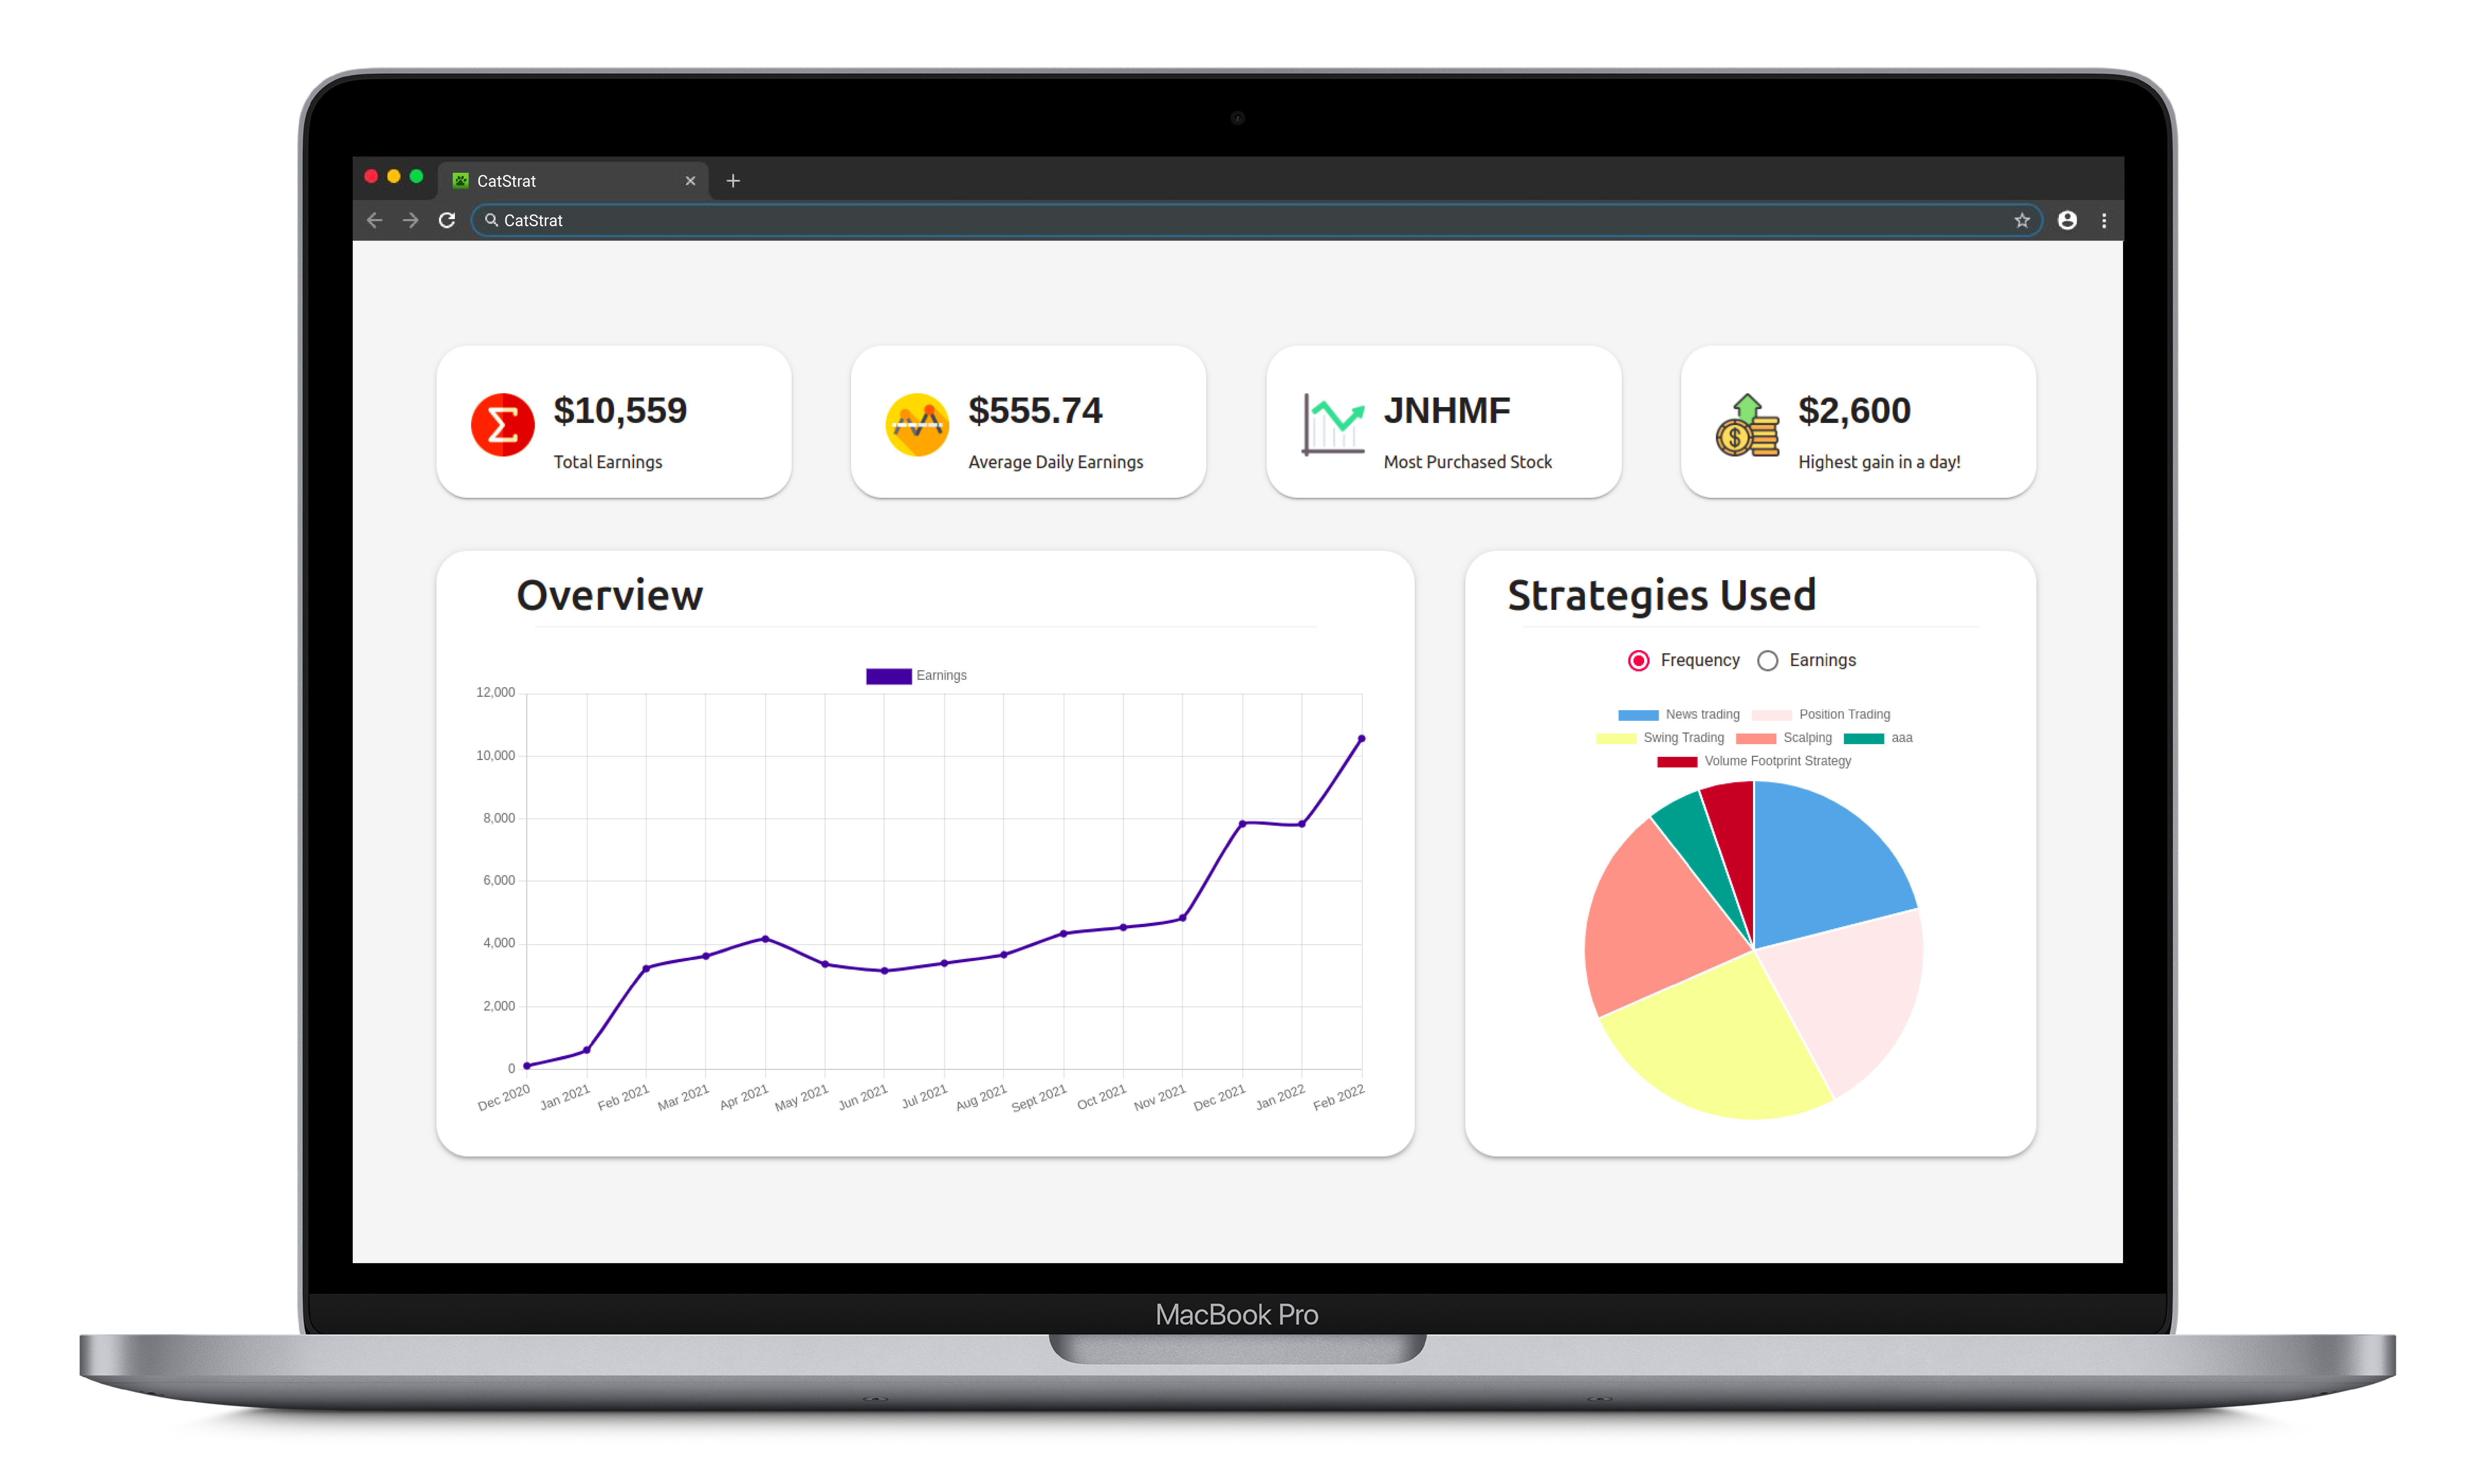 CatStrat
CatStrat
$10,559
Total Earnings
$555.74
Average Daily Earnings
JNHMF
Most Purchased Stock
$2,600
Highest gain in a day!
Overview
Earnings
12,000
10,000
8,000
6,000
4,000
2,000
0
Dec 2020 Jan 2021 Feb 2021 Mar 2021 Apr 2021 May 2021 Jun 2021 Jul 2021 Aug 2021 Sept 2021 Oct 2021 Nov 2021 Dec 2021 Jan 2022 Feb 2022
Strategies Used
Frequency Earnings
News trading Position Trading
Swing Trading Scalping aaa
Volume Footprint Strategy
MacBook Pro